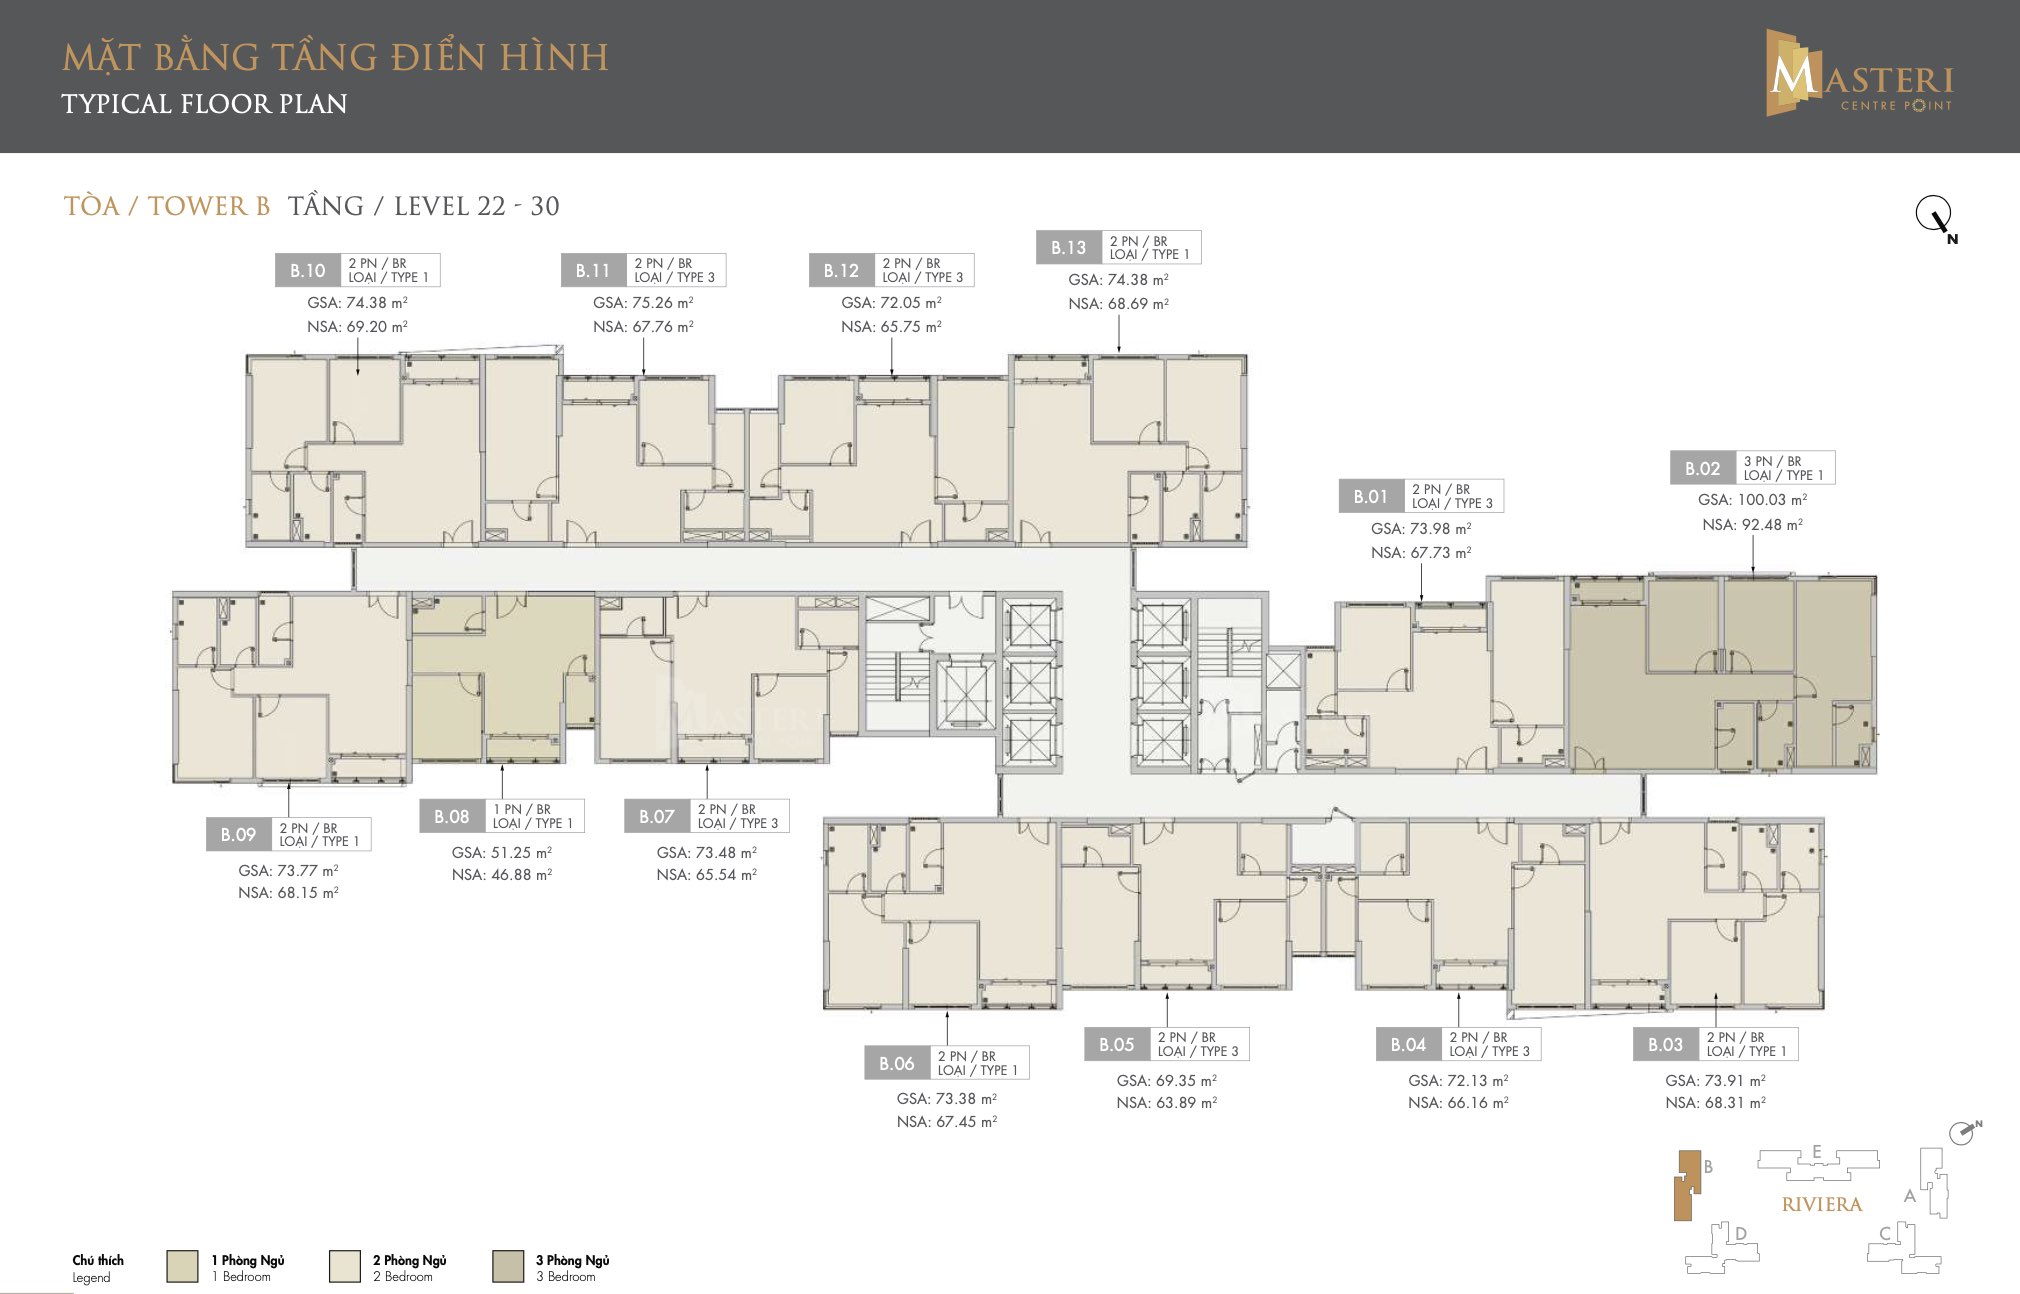 MẶT BẰNG TẦNG ĐIỂN HÌNH
TYPICAL FLOOR PLAN
MASTERI
CENTRE POINT
TÒA / TOWER B TẦNG / LEVEL 22 - 30
N
B.10
2 PN / BR
LOẠI / TYPE 1
GSA: 74.38 m²
NSA: 69.20 m²
B.11
2 PN / BR
LOẠI / TYPE 3
GSA: 75.26 m²
NSA: 67.76 m²
B.12
2 PN / BR
LOẠI / TYPE 3
GSA: 72.05 m²
NSA: 65.75 m²
B.13
2 PN / BR
LOẠI / TYPE 1
GSA: 74.38 m²
NSA: 68.69 m²
B.01
2 PN / BR
LOẠI / TYPE 3
GSA: 73.98 m²
NSA: 67.73 m²
B.02
3 PN / BR
LOẠI / TYPE 1
GSA: 100.03 m²
NSA: 92.48 m²
MASTERI
B.09
2 PN / BR
LOẠI / TYPE 1
GSA: 73.77 m²
NSA: 68.15 m²
B.08
1 PN / BR
LOẠI / TYPE 1
GSA: 51.25 m²
NSA: 46.88 m²
B.07
2 PN / BR
LOẠI / TYPE 3
GSA: 73.48 m²
NSA: 65.54 m²
B.06
2 PN / BR
LOẠI / TYPE 1
GSA: 73.38 m²
NSA: 67.45 m²
B.05
2 PN / BR
LOẠI / TYPE 3
GSA: 69.35 m²
NSA: 63.89 m²
B.04
2 PN / BR
LOẠI / TYPE 3
GSA: 72.13 m²
NSA: 66.16 m²
B.03
2 PN / BR
LOẠI / TYPE 1
GSA: 73.91 m²
NSA: 68.31 m²
N
B
E
A
RIVIERA
D
C
Chú thích
Legend
1 Phòng Ngủ
1 Bedroom
2 Phòng Ngủ
2 Bedroom
3 Phòng Ngủ
3 Bedroom